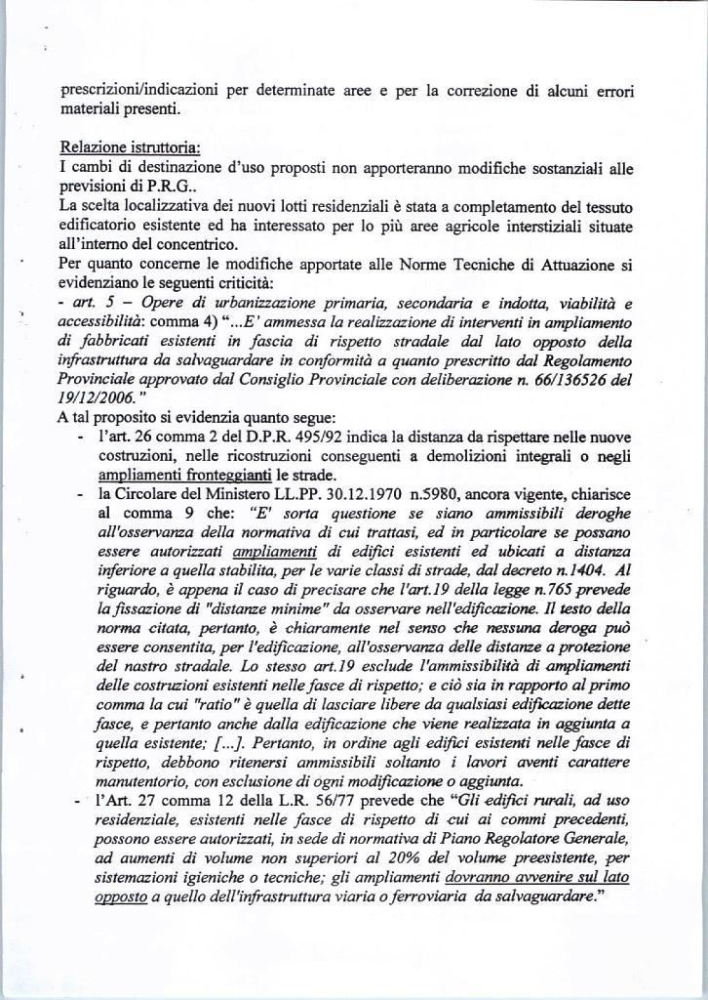 prescrizioni/indicazioni per determinate aree e per la correzione di alcuni errori
materiali presenti.
Relazione istruttoria:
I cambi di destinazione d'uso proposti non apporteranno modifiche sostanziali alle
previsioni di P.R.G..
La scelta localizzativa dei nuovi lotti residenziali è stata a completamento del tessuto
edificatorio esistente ed ha interessato per lo più aree agricole interstiziali situate
all'interno del concentrico.
Per quanto concerne le modifiche apportate alle Norme Tecniche di Attuazione si
evidenziano le seguenti criticità:
- art. 5 – Opere di urbanizzazione primaria, secondaria e indotta, viabilità e
accessibilità: comma 4) "...E' ammessa la realizzazione di interventi in ampliamento
di fabbricati esistenti in fascia di rispetto stradale dal lato opposto della
infrastruttura da salvaguardare in conformità a quanto prescritto dal Regolamento
Provinciale approvato dal Consiglio Provinciale con deliberazione n. 66/136526 del
19/12/2006."
A tal proposito si evidenzia quanto segue:
- l'art. 26 comma 2 del D.P.R. 495/92 indica la distanza da rispettare nelle nuove
costruzioni, nelle ricostruzioni conseguenti a demolizioni integrali o negli
ampliamenti fronteggianti le strade.
- la Circolare del Ministero LL.PP. 30.12.1970 n.5980, ancora vigente, chiarisce
al comma 9 che: "E' sorta questione se siano ammissibili deroghe
all'osservanza della normativa di cui trattasi, ed in particolare se possano
essere autorizzati ampliamenti di edifici esistenti ed ubicati a distanza
inferiore a quella stabilita, per le varie classi di strade, dal decreto n.1404. Al
riguardo, è appena il caso di precisare che l'art.19 della legge n.765 prevede
la fissazione di "distanze minime" da osservare nell'edificazione. Il testo della
norma citata, pertanto, è chiaramente nel senso che nessuna deroga può
essere consentita, per l'edificazione, all'osservanza delle distanze a protezione
del nastro stradale. Lo stesso art.19 esclude l'ammissibilità di ampliamenti
delle costruzioni esistenti nelle fasce di rispetto; e ciò sia in rapporto al primo
comma la cui "ratio" è quella di lasciare libere da qualsiasi edificazione dette
fasce, e pertanto anche dalla edificazione che viene realizzata in aggiunta a
quella esistente; [...]. Pertanto, in ordine agli edifici esistenti nelle fasce di
rispetto, debbono ritenersi ammissibili soltanto i lavori aventi carattere
manutentorio, con esclusione di ogni modificazione o aggiunta.
- l'Art. 27 comma 12 della L.R. 56/77 prevede che "Gli edifici rurali, ad uso
residenziale, esistenti nelle fasce di rispetto di cui ai commi precedenti,
possono essere autorizzati, in sede di normativa di Piano Regolatore Generale,
ad aumenti di volume non superiori al 20% del volume preesistente, per
sistemazioni igieniche o tecniche; gli ampliamenti dovranno avvenire sul lato
opposto a quello dell'infrastruttura viaria o ferroviaria da salvaguardare."